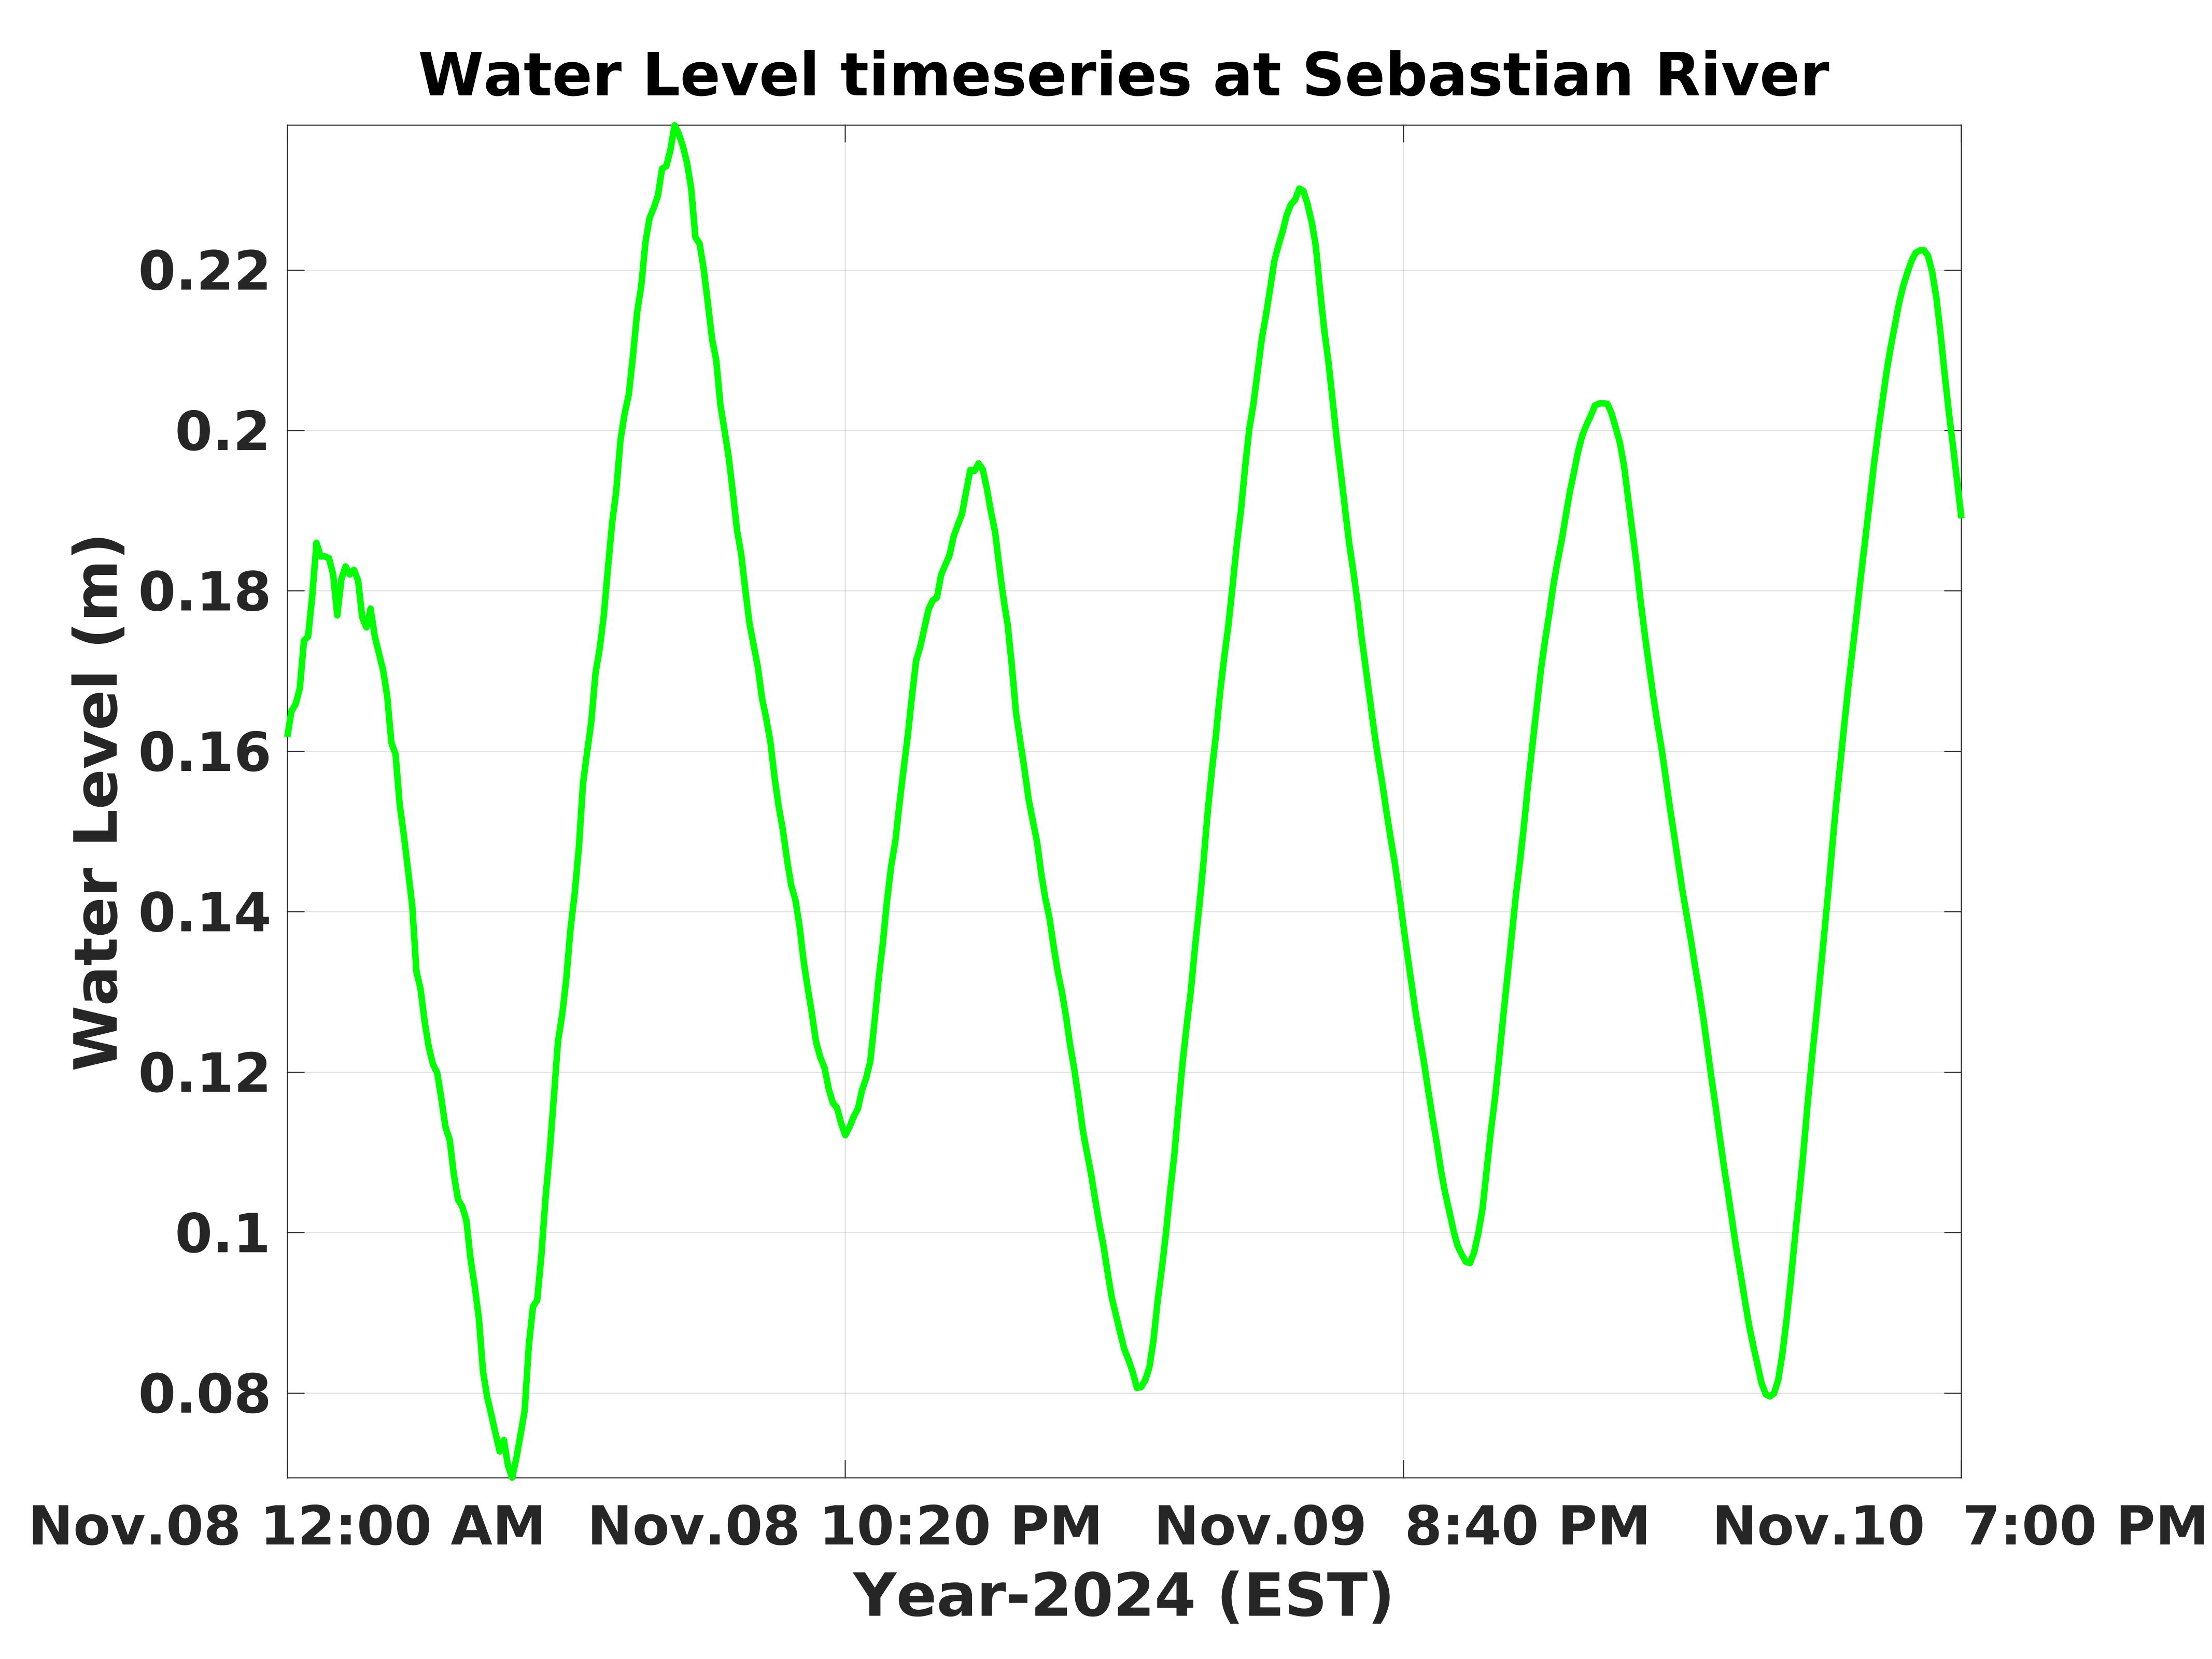 Water Level timeseries at Sebastian River
Water Level (m)
0.22
0.2
0.18
0.16
0.14
0.12
0.1
0.08
Nov.08 12:00 AM Nov.08 10:20 PM Nov.09 8:40 PM Nov.10 7:00 PM
Year-2024 (EST)